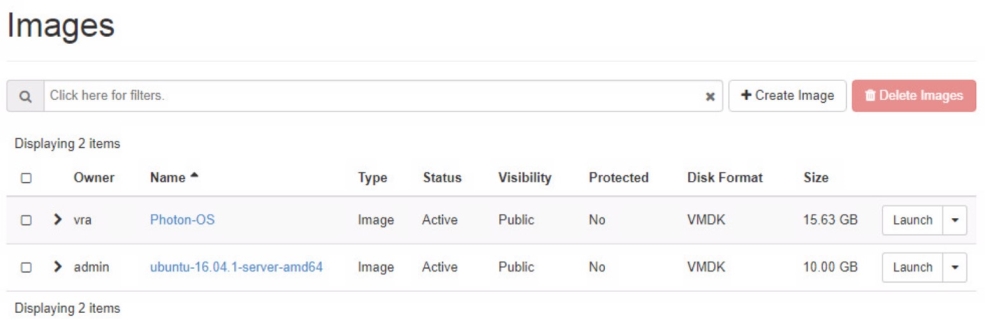 Images
Click here for filters. Create Image Delete Images
Displaying 2 items
Owner Name Type Status Visibility Protected Disk Format Size
vra Photon-OS Image Active Public No VMDK 15.63 GB Launch
admin ubuntu-16.04.1-server-amd64 Image Active Public No VMDK 10.00 GB Launch
Displaying 2 items